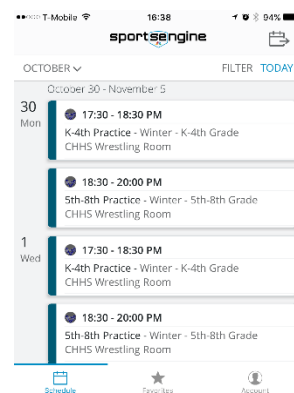 T-Mobile 16:38 94%
sportsengine
OCTOBER FILTER TODAY
October 30 - November 5
30
Mon
17:30 - 18:30 PM
K-4th Practice - Winter - K-4th Grade
CHHS Wrestling Room
18:30 - 20:00 PM
5th-8th Practice - Winter - 5th-8th Grade
CHHS Wrestling Room
1
Wed
17:30 - 18:30 PM
K-4th Practice - Winter - K-4th Grade
CHHS Wrestling Room
18:30 - 20:00 PM
5th-8th Practice - Winter - 5th-8th Grade
CHHS Wrestling Room
Schedule Favorites Account